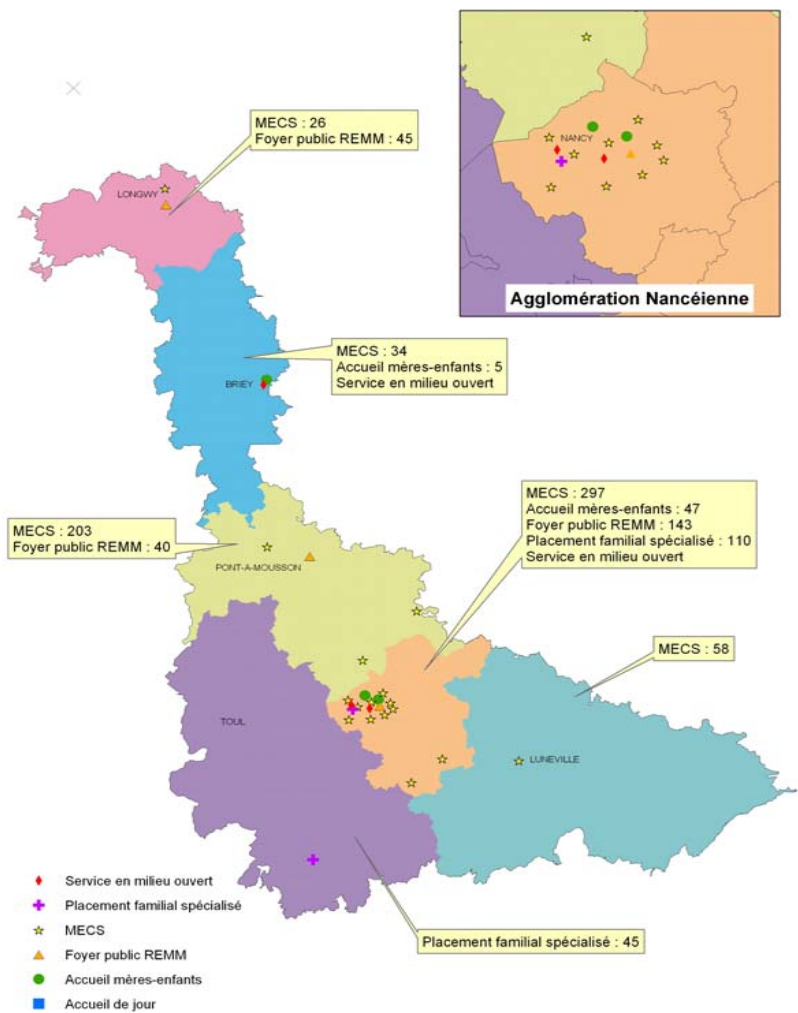 MECS : 26
Foyer public REMM : 45
NANCY
Agglomération Nancéienne
LONGWY
MECS : 34
Accueil mères-enfants : 5
Service en milieu ouvert
BRIEY
MECS : 297
Accueil mères-enfants : 47
Foyer public REMM : 143
Placement familial spécialisé : 110
Service en milieu ouvert
MECS : 203
Foyer public REMM : 40
PONT-A-MOUSSON
MECS : 58
TOUL
LUNEVILLE
Service en milieu ouvert
Placement familial spécialisé
MECS
Foyer public REMM
Accueil mères-enfants
Accueil de jour
Placement familial spécialisé : 45